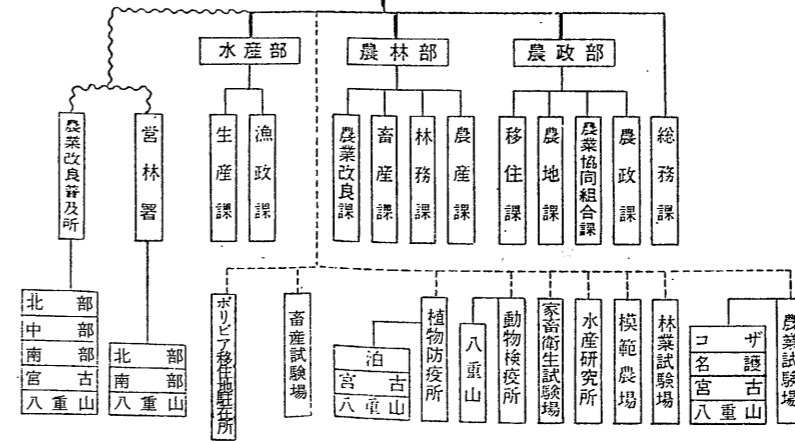 水産部
農林部
農政部
農業改良普及所
営林署
生産課
漁政課
農業改良課
畜産課
林務課
農産課
移住課
農地課
農業協同組合課
農政課
総務課
北部
中部
南部
宮古
八重山
北部
南部
八重山
ボリビア移住地駐在所
畜産試験場
植物防疫所
泊
宮古
八重山
動物検疫所
八重山
家畜衛生試験場
水産研究所
模範農場
林業試験場
農業試験場
コザ
名護
宮古
八重山